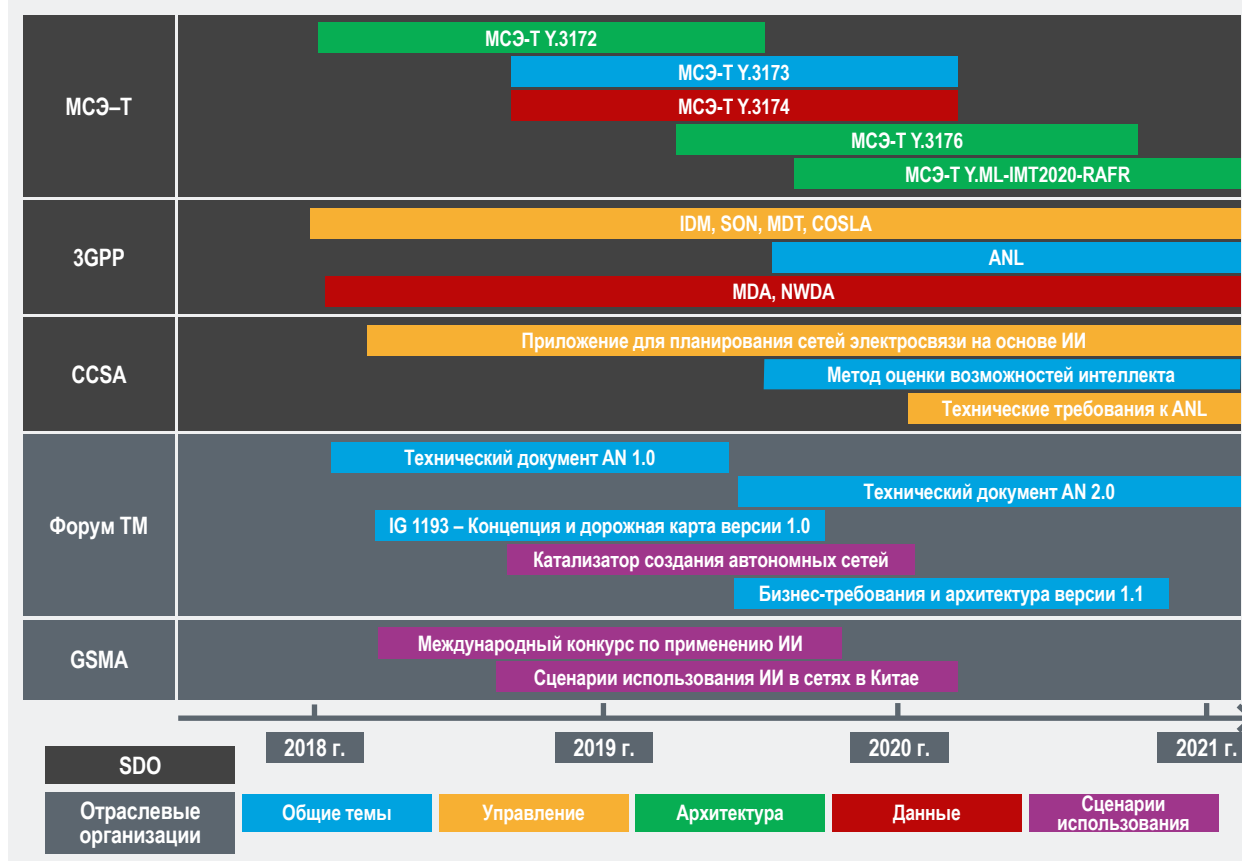 МСЭ–Т
МСЭ-Т Y.3172
МСЭ-Т Y.3173
МСЭ-Т Y.3174
МСЭ-Т Y.3176
МСЭ-Т Y.ML-IMT2020-RAFR
3GPP
IDM, SON, MDT, COSLA
ANL
MDA, NWDA
CCSA
Приложение для планирования сетей электросвязи на основе ИИ
Метод оценки возможностей интеллекта
Технические требования к ANL
Форум ТМ
Технический документ AN 1.0
Технический документ AN 2.0
IG 1193 – Концепция и дорожная карта версии 1.0
Катализатор создания автономных сетей
Бизнес-требования и архитектура версии 1.1
GSMA
Международный конкурс по применению ИИ
Сценарии использования ИИ в сетях в Китае
2018 г.
2019 г.
2020 г.
2021 г.
SDO
Отраслевые
организации
Общие темы
Управление
Архитектура
Данные
Сценарии
использования